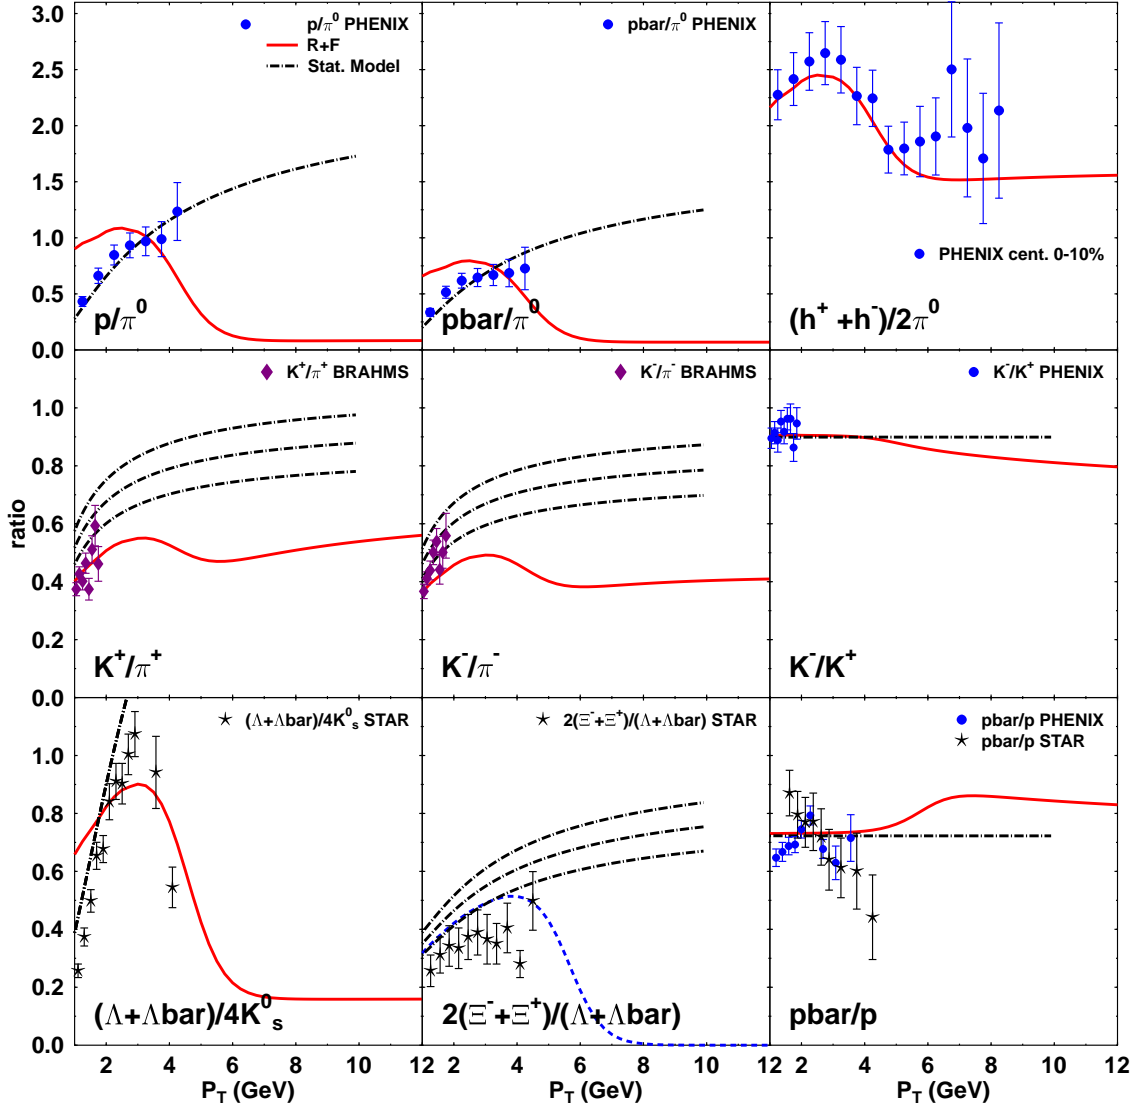 3.0
2.5
2.0
1.5
1.0
0.5
0.0
p/π⁰ PHENIX
R+F
Stat. Model
p/π⁰
pbar/π⁰ PHENIX
pbar/π⁰
PHENIX cent. 0-10%
(h⁺ +h⁻)/2π⁰
ratio
1.0
0.8
0.6
0.4
0.2
0.0
K⁺/π⁺ BRAHMS
K⁺/π⁺
K⁻/π⁻ BRAHMS
K⁻/π⁻
K⁻/K⁺ PHENIX
K⁻/K⁺
1.0
0.8
0.6
0.4
0.2
0.0
(Λ+Λbar)/4K⁰ₛ STAR
(Λ+Λbar)/4K⁰ₛ
2(Ξ⁻+Ξ⁺)/(Λ+Λbar) STAR
2(Ξ⁻+Ξ⁺)/(Λ+Λbar)
pbar/p PHENIX
pbar/p STAR
pbar/p
2 4 6 8 10 12 2 4 6 8 10 12 2 4 6 8 10 12
P_T (GeV) P_T (GeV) P_T (GeV)